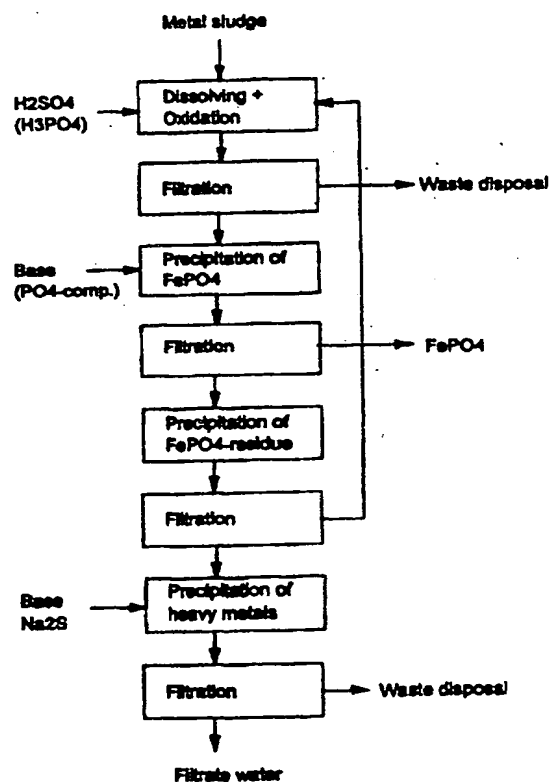 Metal sludge
H2SO4
(H3PO4)
Dissolving +
Oxidation
Filtration
Waste disposal
Base
(PO4-comp.)
Precipitation of
FePO4
Filtration
FePO4
Precipitation of
FePO4-residue
Filtration
Base
Na2S
Precipitation of
heavy metals
Filtration
Waste disposal
Filtrate water